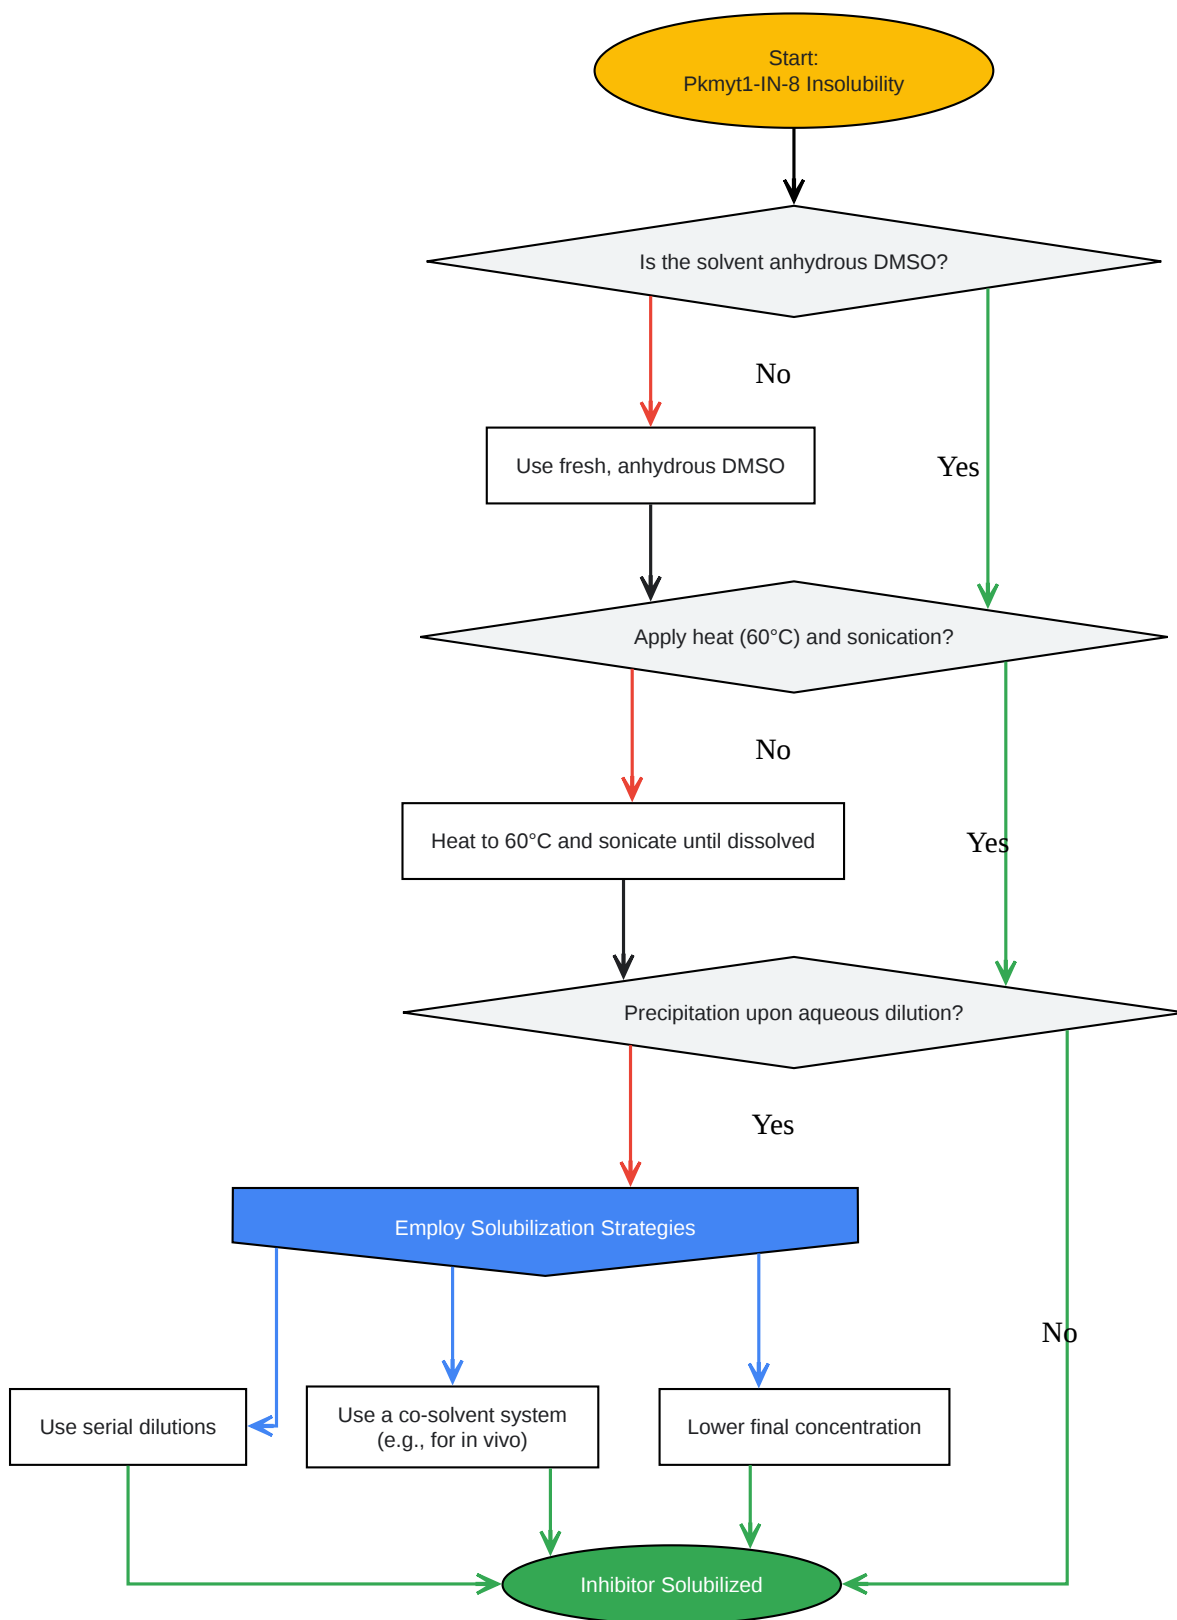 Start:
Pkmyt1-IN-8 Insolubility
Is the solvent anhydrous DMSO?
No
Yes
Use fresh, anhydrous DMSO
Apply heat (60°C) and sonication?
No
Yes
Heat to 60°C and sonicate until dissolved
Precipitation upon aqueous dilution?
Yes
Employ Solubilization Strategies
No
Use serial dilutions
Use a co-solvent system
(e.g., for in vivo)
Lower final concentration
Inhibitor Solubilized